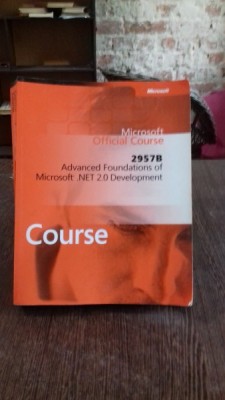 Microsoft
Microsoft
Official Course
2957B
Advanced Foundations of
Microsoft .NET 2.0 Development
Course